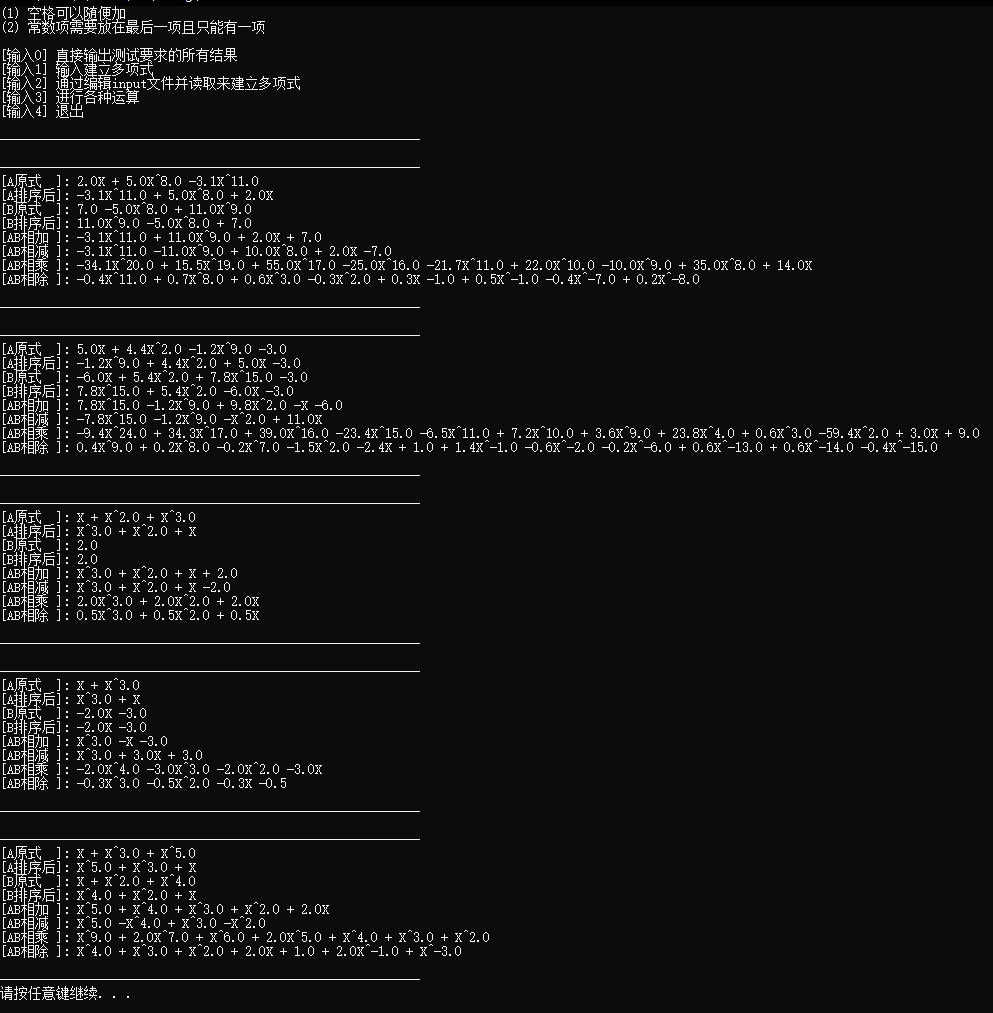 (1) 空格可以随便加
(2) 常数项需要放在最后一项且只能有一项
[输入0] 直接输出测试要求的所有结果
[输入1] 输入建立多项式
[输入2] 通过编辑input文件并读取来建立多项式
[输入3] 进行各种运算
[输入4] 退出
[A原式  ]: 2.0X + 5.0X^8.0 -3.1X^11.0
[A排序后]: -3.1X^11.0 + 5.0X^8.0 + 2.0X
[B原式  ]: 7.0 -5.0X^8.0 + 11.0X^9.0
[B排序后]: 11.0X^9.0 -5.0X^8.0 + 7.0
[AB相加 ]: -3.1X^11.0 + 11.0X^9.0 + 2.0X + 7.0
[AB相减 ]: -3.1X^11.0 -11.0X^9.0 + 10.0X^8.0 + 2.0X -7.0
[AB相乘 ]: -34.1X^20.0 + 15.5X^19.0 + 55.0X^17.0 -25.0X^16.0 -21.7X^11.0 + 22.0X^10.0 -10.0X^9.0 + 35.0X^8.0 + 14.0X
[AB相除 ]: -0.4X^11.0 + 0.7X^8.0 + 0.6X^3.0 -0.3X^2.0 + 0.3X -1.0 + 0.5X^-1.0 -0.4X^-7.0 + 0.2X^-8.0
[A原式  ]: 5.0X + 4.4X^2.0 -1.2X^9.0 -3.0
[A排序后]: -1.2X^9.0 + 4.4X^2.0 + 5.0X -3.0
[B原式  ]: -6.0X + 5.4X^2.0 + 7.8X^15.0 -3.0
[B排序后]: 7.8X^15.0 + 5.4X^2.0 -6.0X -3.0
[AB相加 ]: 7.8X^15.0 -1.2X^9.0 + 9.8X^2.0 -X -6.0
[AB相减 ]: -7.8X^15.0 -1.2X^9.0 -X^2.0 + 11.0X
[AB相乘 ]: -9.4X^24.0 + 34.3X^17.0 + 39.0X^16.0 -23.4X^15.0 -6.5X^11.0 + 7.2X^10.0 + 3.6X^9.0 + 23.8X^4.0 + 0.6X^3.0 -59.4X^2.0 + 3.0X + 9.0
[AB相除 ]: 0.4X^9.0 + 0.2X^8.0 -0.2X^7.0 -1.5X^2.0 -2.4X + 1.0 + 1.4X^-1.0 -0.6X^-2.0 -0.2X^-6.0 + 0.6X^-13.0 + 0.6X^-14.0 -0.4X^-15.0
[A原式  ]: X + X^2.0 + X^3.0
[A排序后]: X^3.0 + X^2.0 + X
[B原式  ]: 2.0
[B排序后]: 2.0
[AB相加 ]: X^3.0 + X^2.0 + X + 2.0
[AB相减 ]: X^3.0 + X^2.0 + X -2.0
[AB相乘 ]: 2.0X^3.0 + 2.0X^2.0 + 2.0X
[AB相除 ]: 0.5X^3.0 + 0.5X^2.0 + 0.5X
[A原式  ]: X + X^3.0
[A排序后]: X^3.0 + X
[B原式  ]: -2.0X -3.0
[B排序后]: -2.0X -3.0
[AB相加 ]: X^3.0 -X -3.0
[AB相减 ]: X^3.0 + 3.0X + 3.0
[AB相乘 ]: -2.0X^4.0 -3.0X^3.0 -2.0X^2.0 -3.0X
[AB相除 ]: -0.3X^3.0 -0.5X^2.0 -0.3X -0.5
[A原式  ]: X + X^3.0 + X^5.0
[A排序后]: X^5.0 + X^3.0 + X
[B原式  ]: X + X^2.0 + X^4.0
[B排序后]: X^4.0 + X^2.0 + X
[AB相加 ]: X^5.0 + X^4.0 + X^3.0 + X^2.0 + 2.0X
[AB相减 ]: X^5.0 -X^4.0 + X^3.0 -X^2.0
[AB相乘 ]: X^9.0 + 2.0X^7.0 + X^6.0 + 2.0X^5.0 + X^4.0 + X^3.0 + X^2.0
[AB相除 ]: X^4.0 + X^3.0 + X^2.0 + 2.0X + 1.0 + 2.0X^-1.0 + X^-3.0
请按任意键继续. . .